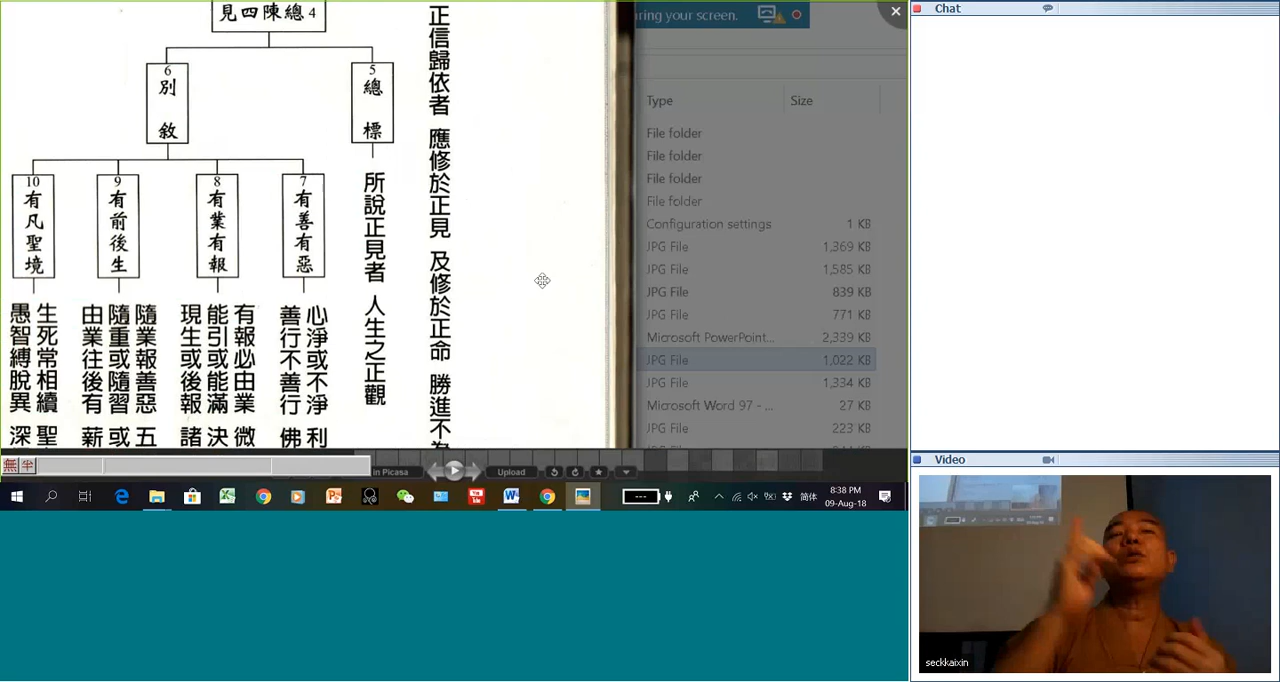 見四陳總 4
5
總標
6
別敘
7
有善有惡
8
有業有報
9
有前後生
10
有凡聖境
正信歸依者 應修於正見 及修於正命 勝進不
所說正見者 人生之正觀
心淨或不淨 利
善行不善行 佛
有報必由業 微
能引或能滿 決
現生或後報 諸
隨業報善惡 五
隨重或隨習 或
由業往後有 薪
生死常相續 聖
愚智縛脫異 深
ring your screen.
Type Size
File folder
File folder
File folder
File folder
Configuration settings 1 KB
JPG File 1,369 KB
JPG File 1,585 KB
JPG File 839 KB
JPG File 771 KB
Microsoft PowerPoint... 2,339 KB
JPG File 1,022 KB
JPG File 1,334 KB
Microsoft Word 97 - ... 27 KB
JPG File 223 KB
無 半
in Picasa
Upload
简体
8:38 PM
09-Aug-18
Chat
Video
seckkaixin